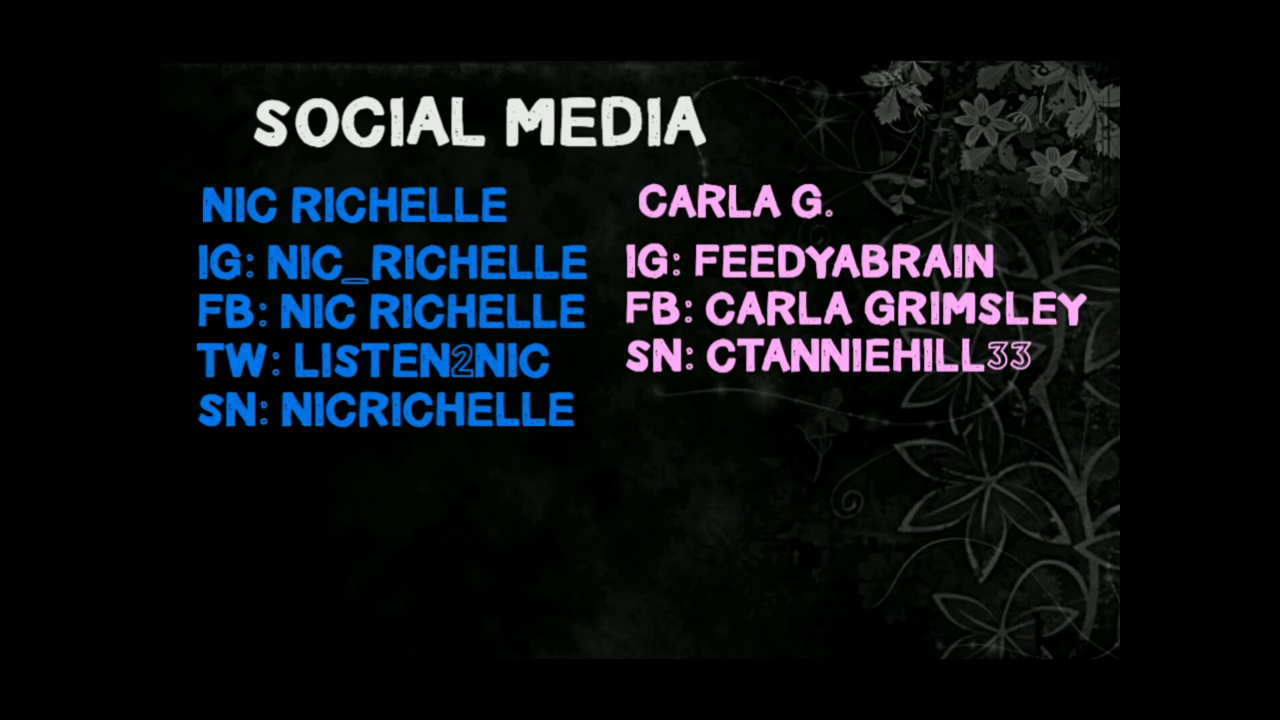 SOCIAL MEDIA
NIC RICHELLE
IG: NIC_RICHELLE
FB: NIC RICHELLE
TW: LISTEN2NIC
SN: NICRICHELLE
CARLA G.
IG: FEEDYABRAIN
FB: CARLA GRIMSLEY
SN: CTANNIEHILL33